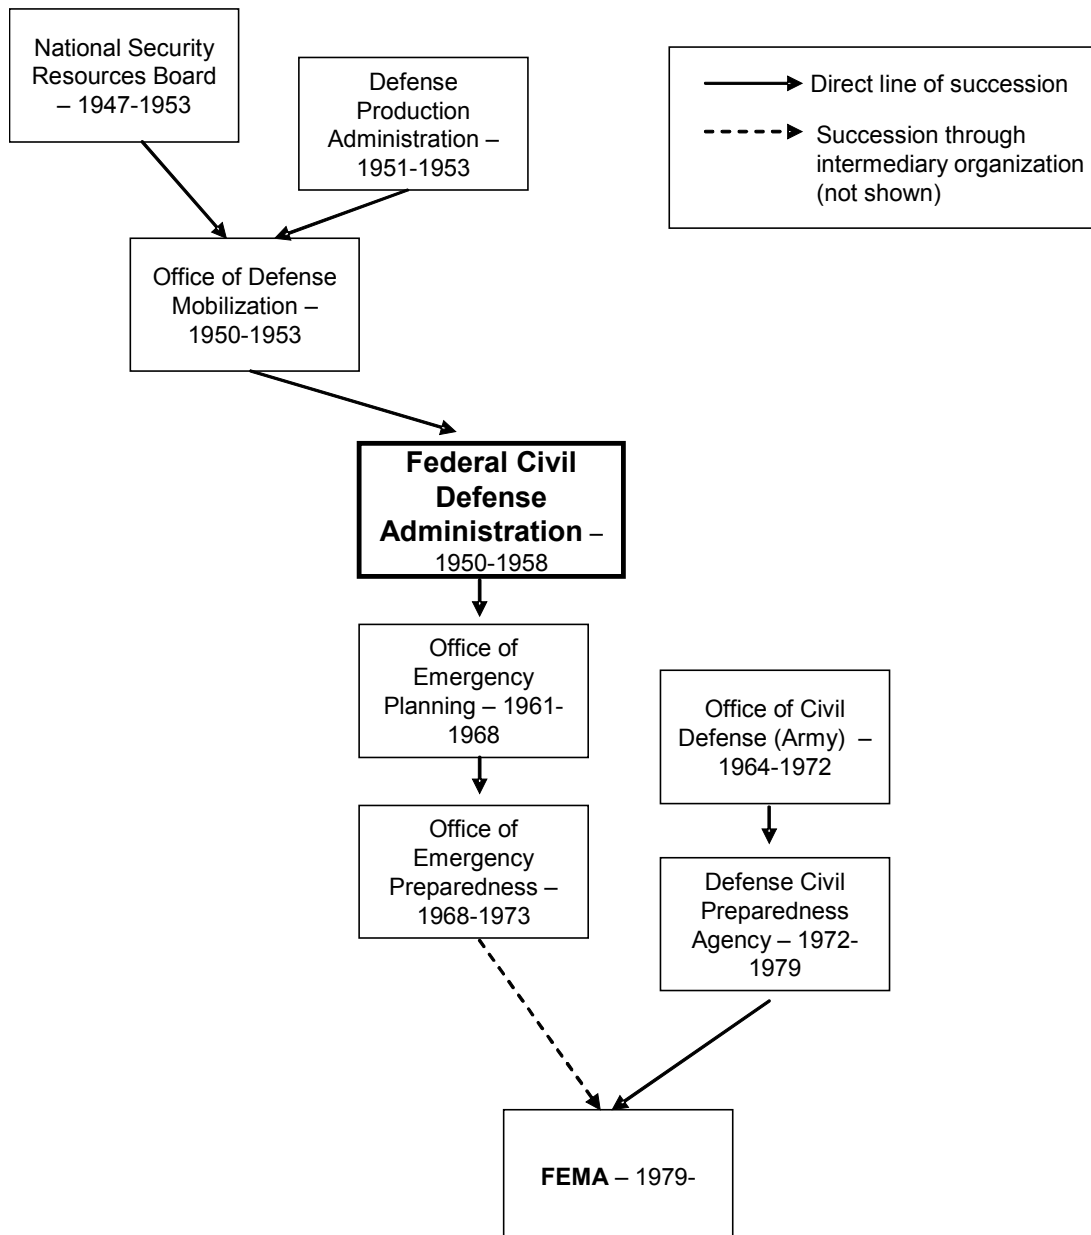 National Security
Resources Board
– 1947-1953
Defense
Production
Administration –
1951-1953
Direct line of succession
Succession through
intermediary organization
(not shown)
Office of Defense
Mobilization –
1950-1953
Federal Civil
Defense
Administration –
1950-1958
Office of
Emergency
Planning – 1961-
1968
Office of Civil
Defense (Army) –
1964-1972
Office of
Emergency
Preparedness –
1968-1973
Defense Civil
Preparedness
Agency – 1972-
1979
FEMA – 1979-